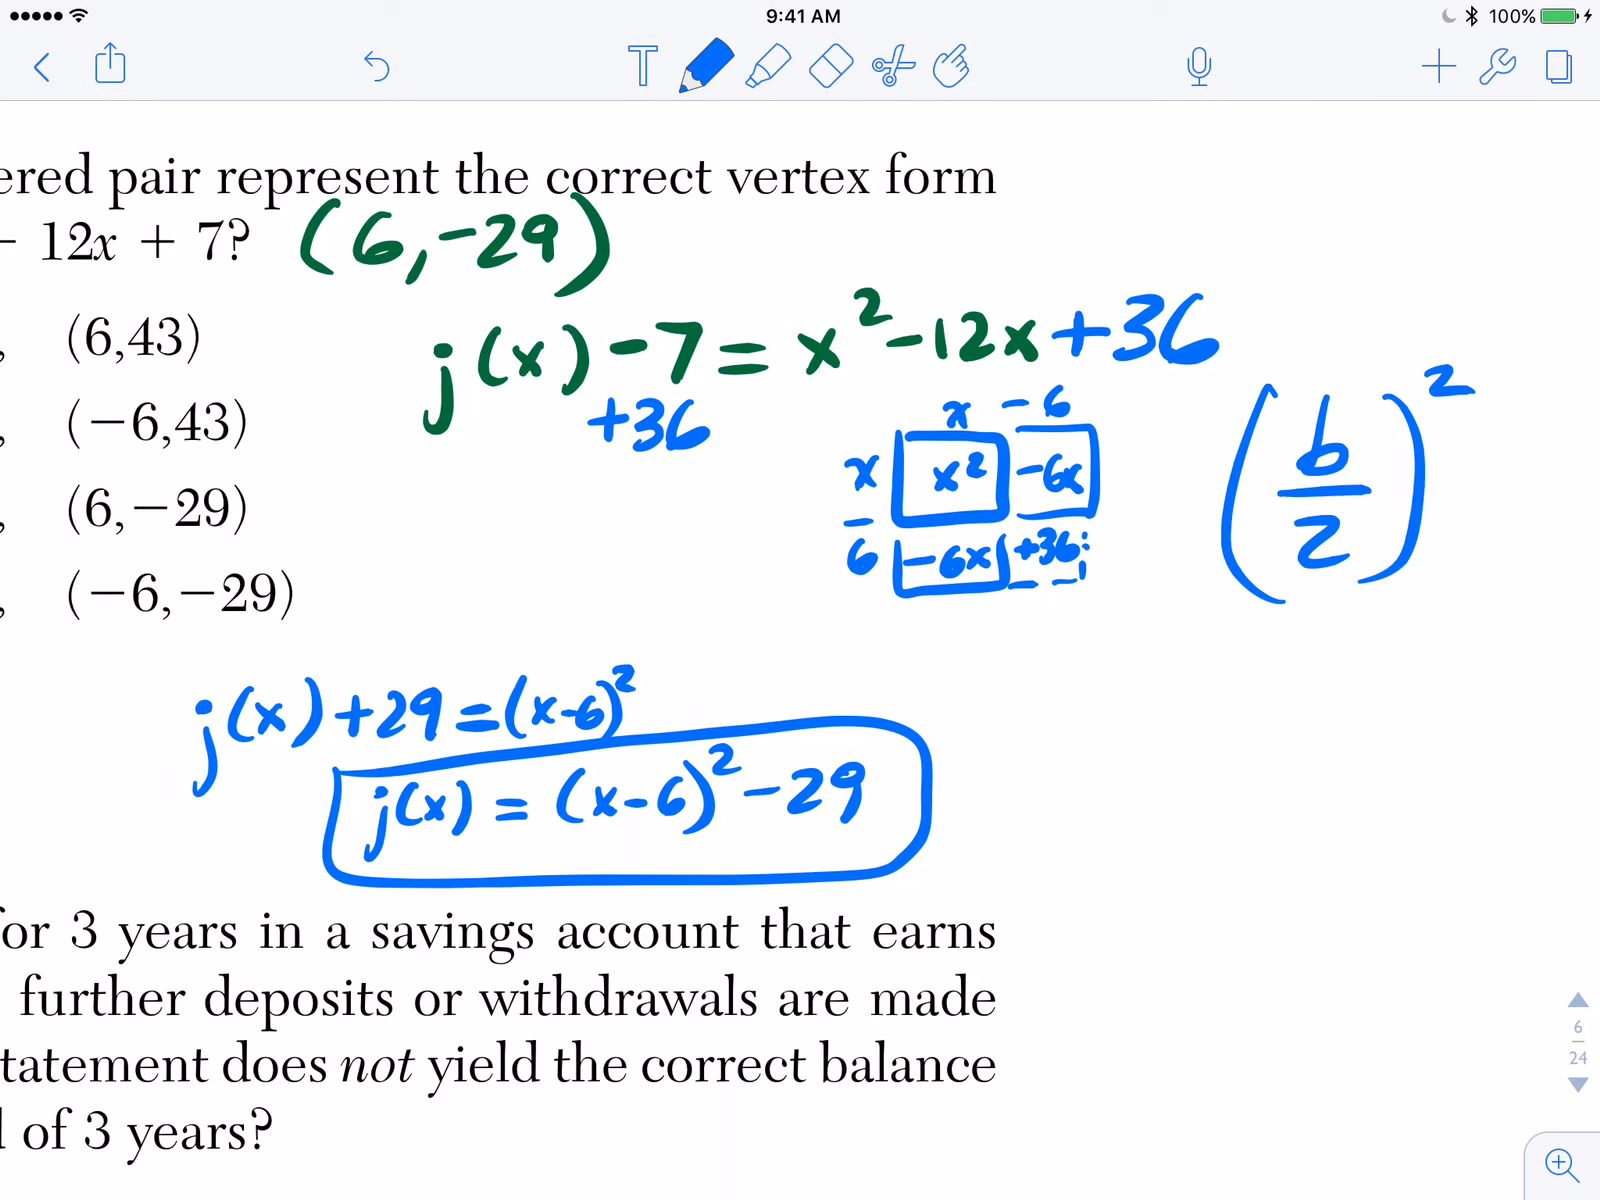 9:41 AM
100%
T
ered pair represent the correct vertex form
− 12x + 7? (6,-29)
, (6,43)
, (−6,43)
, (6,−29)
, (−6,−29)
j(x)-7=x²-12x+36
+36
x -6
x x² -6x
-6 -6x +36
(b/2)²
j(x)+29=(x-6)²
j(x) = (x-6)²-29
for 3 years in a savings account that earns
further deposits or withdrawals are made
tatement does not yield the correct balance
of 3 years?
6
24